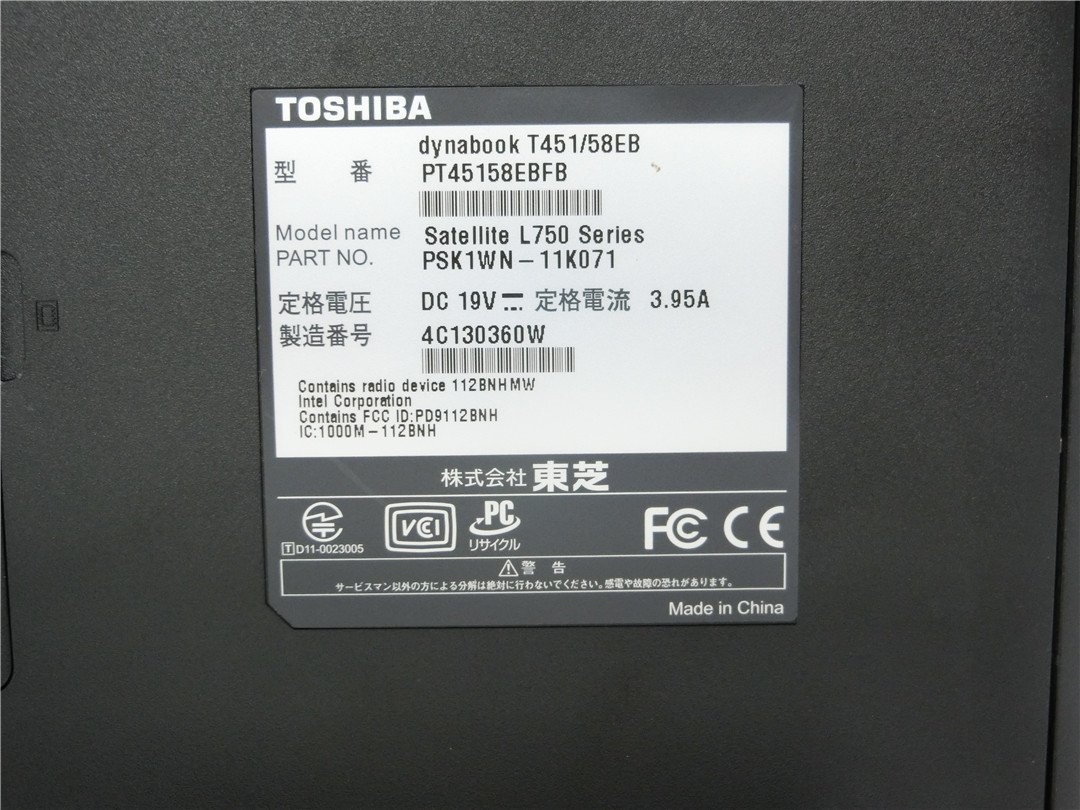 TOSHIBA
dynabook T451/58EB
型 番 PT45158EBFB
Model name Satellite L750 Series
PART NO. PSK1WN-11K071
定格電圧 DC 19V 定格電流 3.95A
製造番号 4C130360W
Contains radio device 112BNHMW
Intel Corporation
Contains FCC ID:PD9112BNH
IC:1000M-112BNH
株式会社 東芝
T D11-0023005
VCI
PC
リサイクル
FC CE
警 告
サービスマン以外の方による分解は絶対に行わないでください。感電や故障の恐れがあります。
Made in China